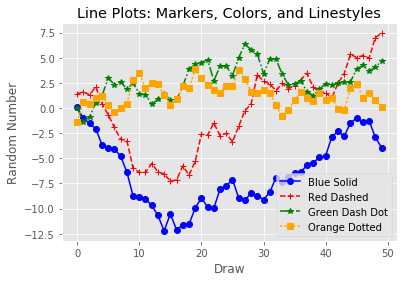 Line Plots: Markers, Colors, and Linestyles
7.5
5.0
2.5
0.0
−2.5
−5.0
−7.5
−10.0
−12.5
Random Number
Blue Solid
Red Dashed
Green Dash Dot
Orange Dotted
0 10 20 30 40 50
Draw